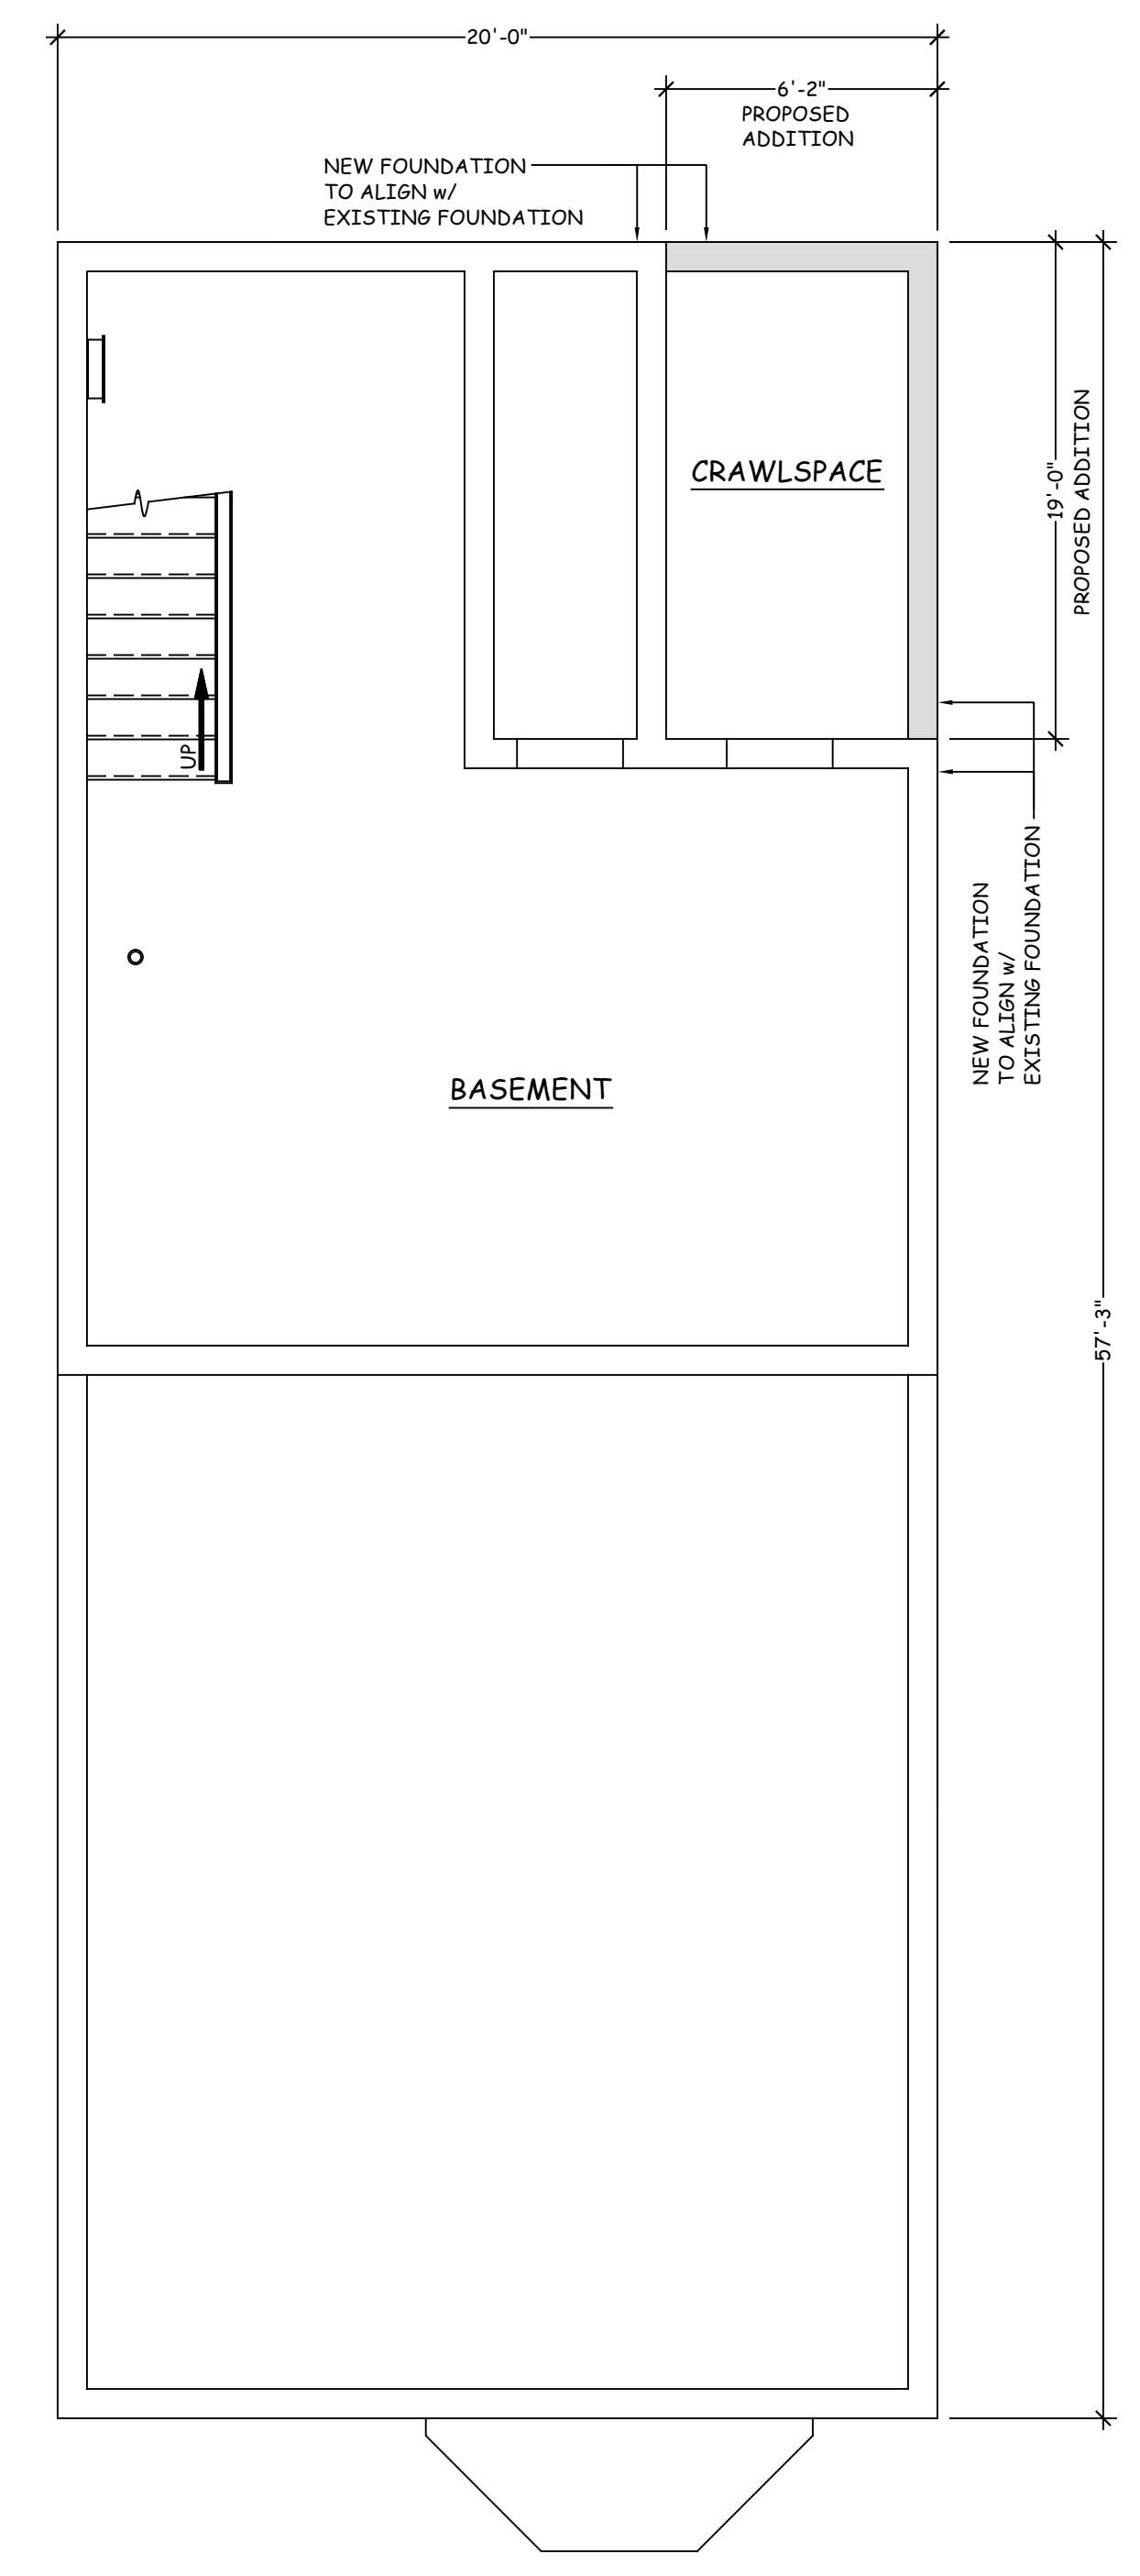 20'-0"
6'-2"
PROPOSED
ADDITION
NEW FOUNDATION
TO ALIGN w/
EXISTING FOUNDATION
CRAWLSPACE
19'-0"
PROPOSED ADDITION
UP
NEW FOUNDATION
TO ALIGN w/
EXISTING FOUNDATION
BASEMENT
57'-3"